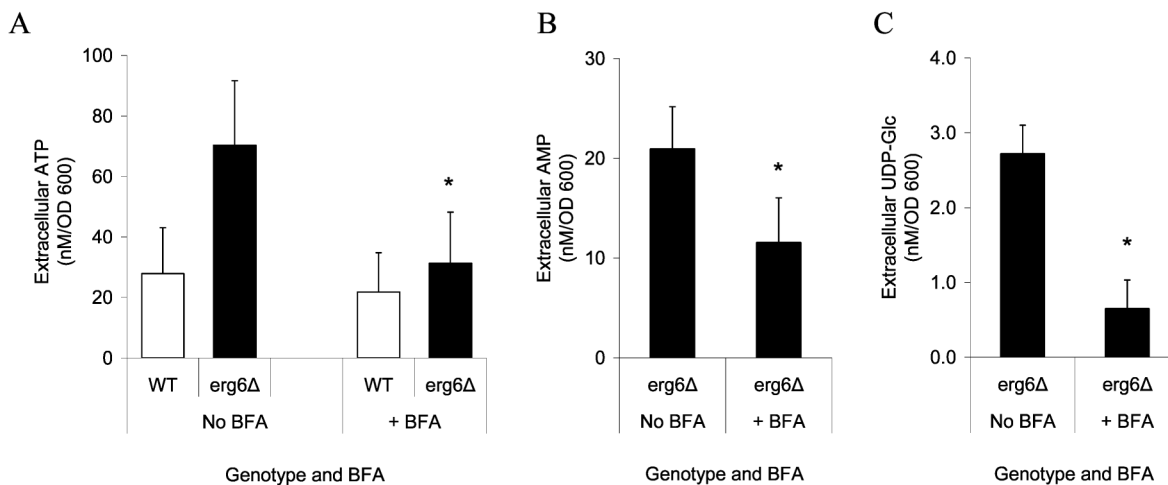 A
Extracellular ATP
(nM/OD 600)
100
80
60
40
20
0
*
WT
erg6Δ
WT
erg6Δ
No BFA
+ BFA
Genotype and BFA
B
Extracellular AMP
(nM/OD 600)
30
20
10
0
*
erg6Δ
erg6Δ
No BFA
+ BFA
Genotype and BFA
C
Extracellular UDP-Glc
(nM/OD 600)
4.0
3.0
2.0
1.0
0.0
*
erg6Δ
erg6Δ
No BFA
+ BFA
Genotype and BFA